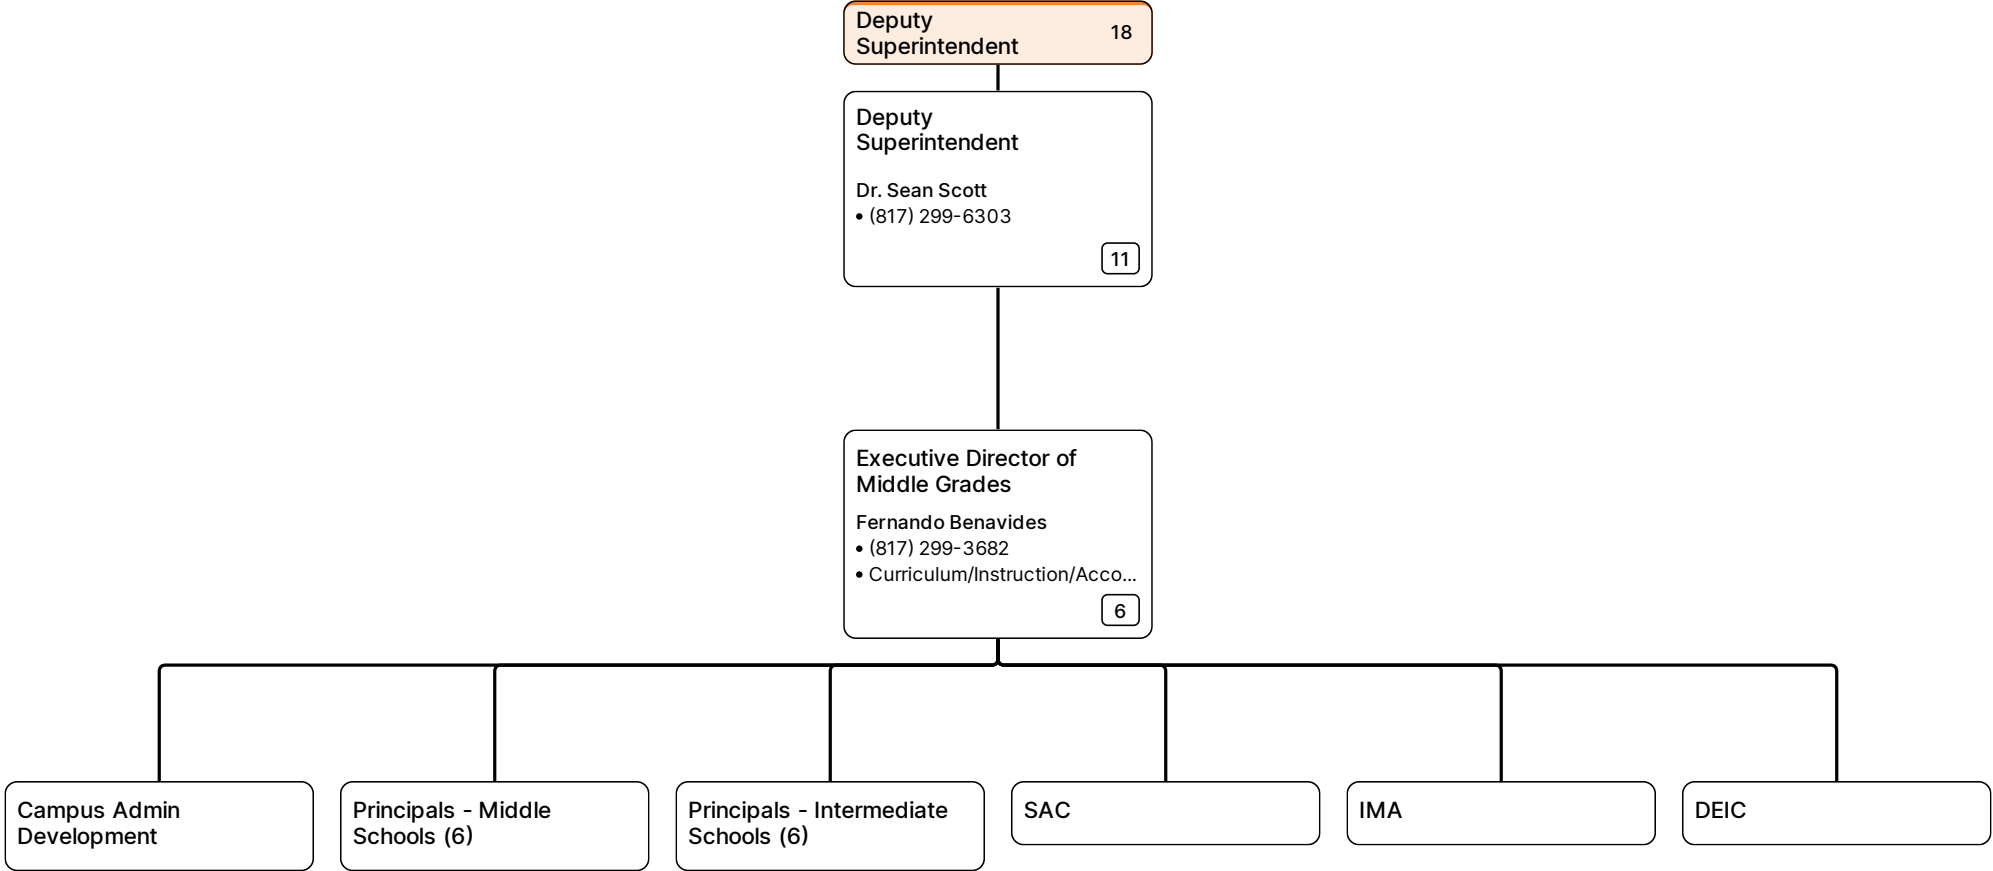 Deputy
Superintendent
18
Deputy
Superintendent
Dr. Sean Scott
• (817) 299-6303
11
Executive Director of
Middle Grades
Fernando Benavides
• (817) 299-3682
• Curriculum/Instruction/Acco...
6
Campus Admin
Development
Principals - Middle
Schools (6)
Principals - Intermediate
Schools (6)
SAC
IMA
DEIC